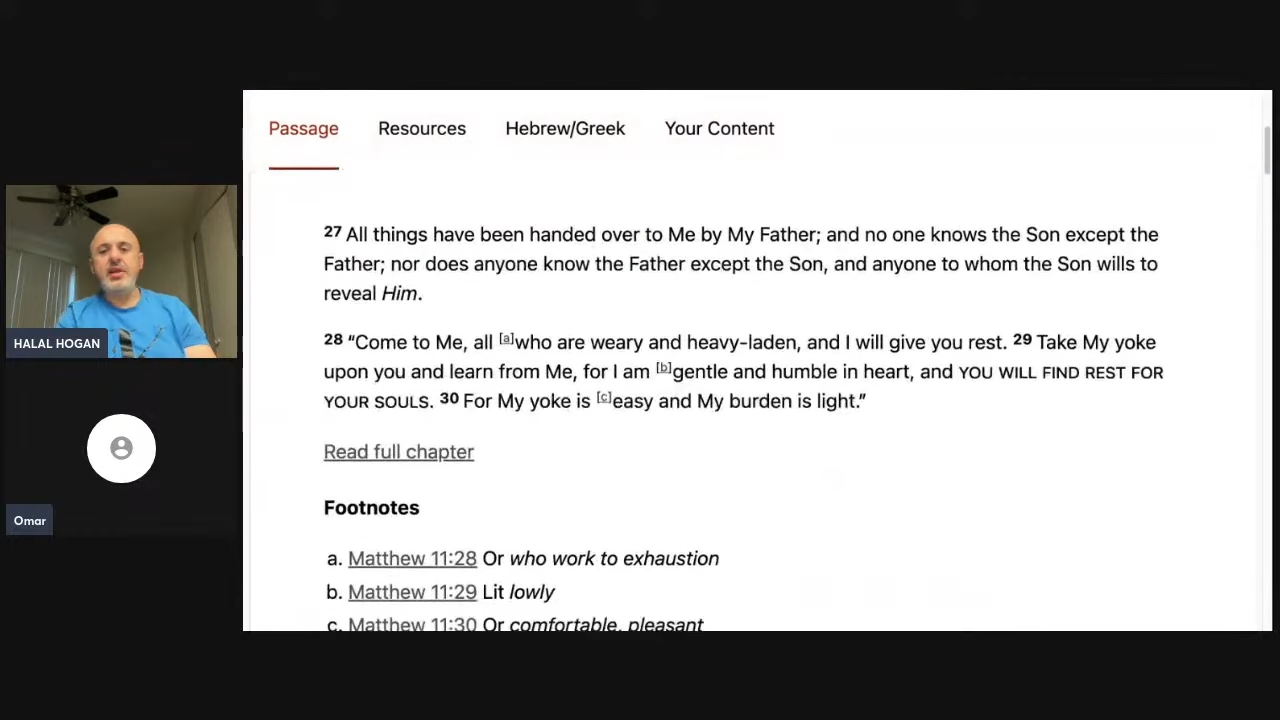 Passage Resources Hebrew/Greek Your Content
27 All things have been handed over to Me by My Father; and no one knows the Son except the
Father; nor does anyone know the Father except the Son, and anyone to whom the Son wills to
reveal Him.
28 “Come to Me, all [a]who are weary and heavy-laden, and I will give you rest. 29 Take My yoke
upon you and learn from Me, for I am [b]gentle and humble in heart, and YOU WILL FIND REST FOR
YOUR SOULS. 30 For My yoke is [c]easy and My burden is light.”
Read full chapter
Footnotes
a. Matthew 11:28 Or who work to exhaustion
b. Matthew 11:29 Lit lowly
c. Matthew 11:30 Or comfortable, pleasant
HALAL HOGAN
Omar